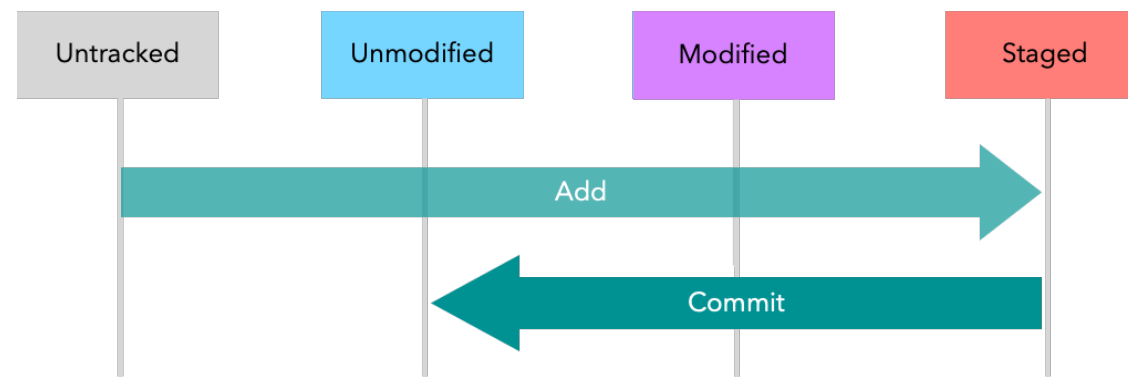 Untracked
Unmodified
Modified
Staged
Add
Commit